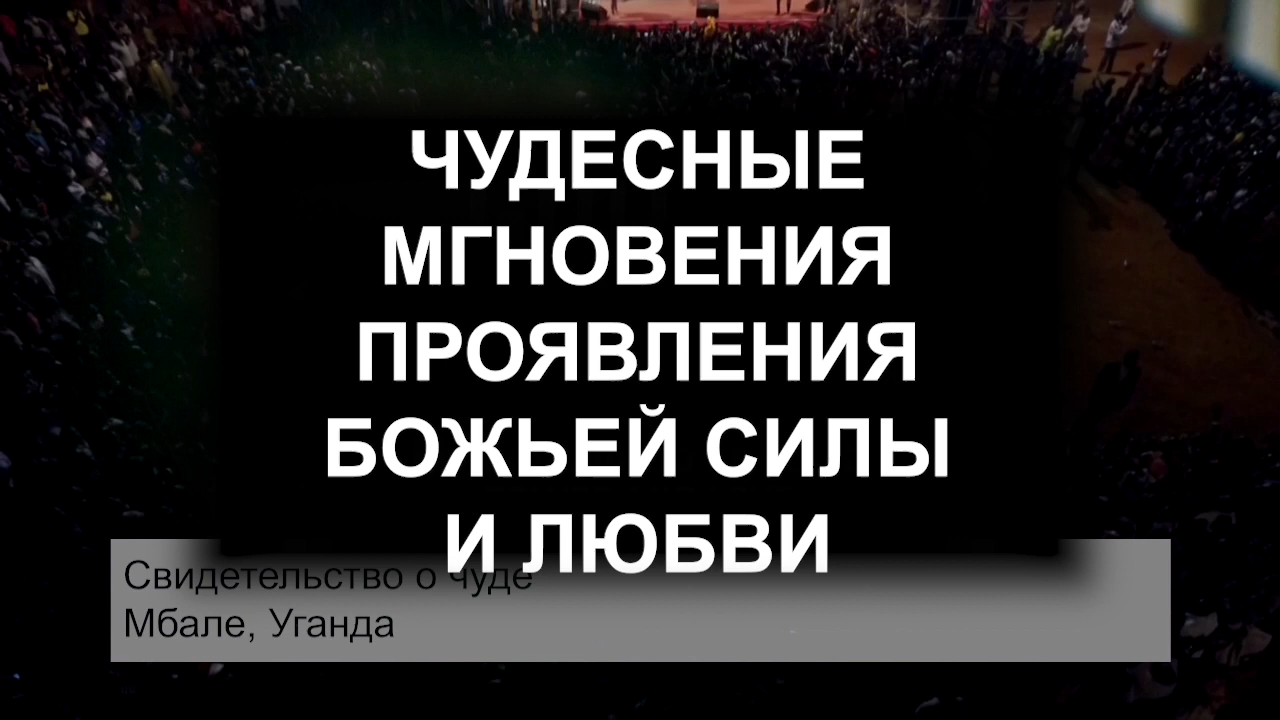 ЧУДЕСНЫЕ
МГНОВЕНИЯ
ПРОЯВЛЕНИЯ
БОЖЬЕЙ СИЛЫ
И ЛЮБВИ
Свидетельство о чуде
Мбале, Уганда